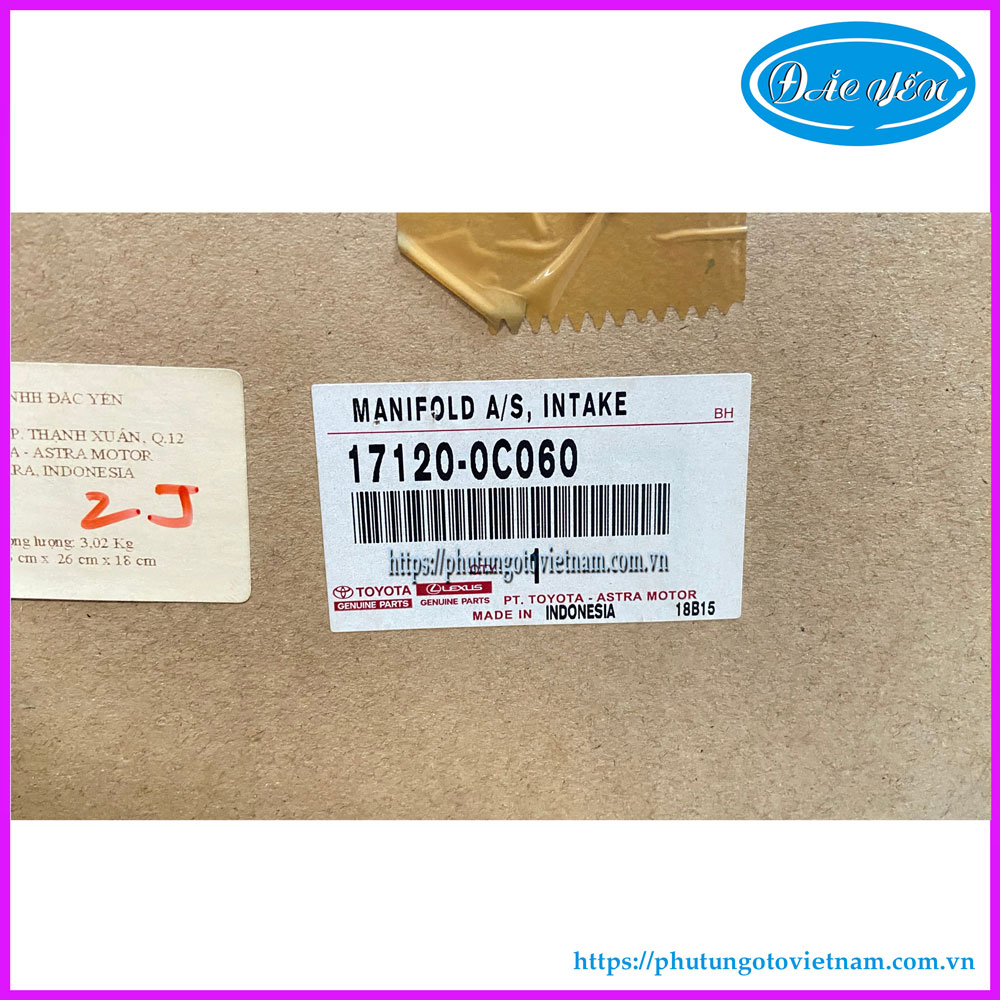 ĐẮC YẾN
NHH ĐẮC YẾN
P. THẠNH XUÂN, Q.12
A - ASTRA MOTOR
RA, INDONESIA
2J
ọng lượng: 3,02 Kg
cm x 26 cm x 18 cm
MANIFOLD A/S, INTAKE
BH
17120-0C060
https://phutungotovietnam.com.vn
1
TOYOTA
GENUINE PARTS
LEXUS
GENUINE PARTS
PT. TOYOTA - ASTRA MOTOR
MADE IN INDONESIA
18B15
https://phutungotovietnam.com.vn